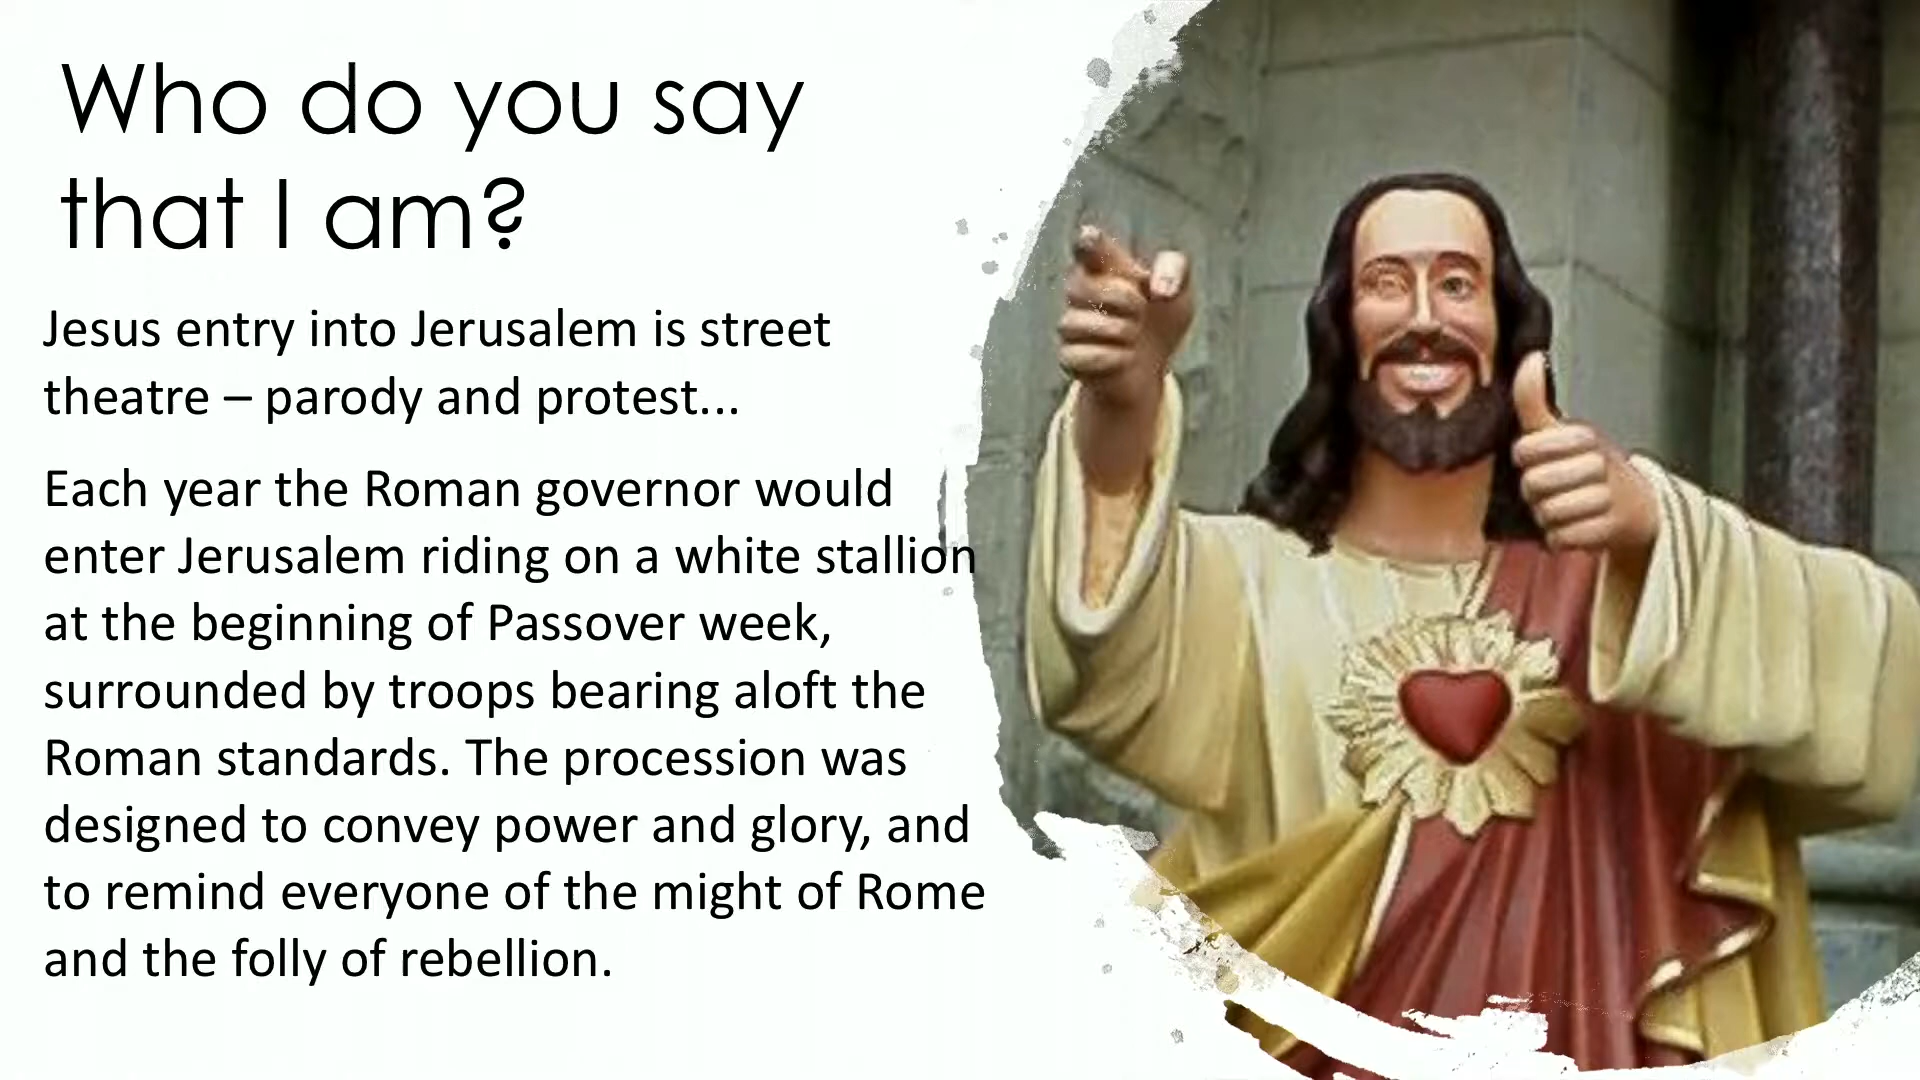 Who do you say
that I am?
Jesus entry into Jerusalem is street
theatre – parody and protest...
Each year the Roman governor would
enter Jerusalem riding on a white stallion
at the beginning of Passover week,
surrounded by troops bearing aloft the
Roman standards. The procession was
designed to convey power and glory, and
to remind everyone of the might of Rome
and the folly of rebellion.